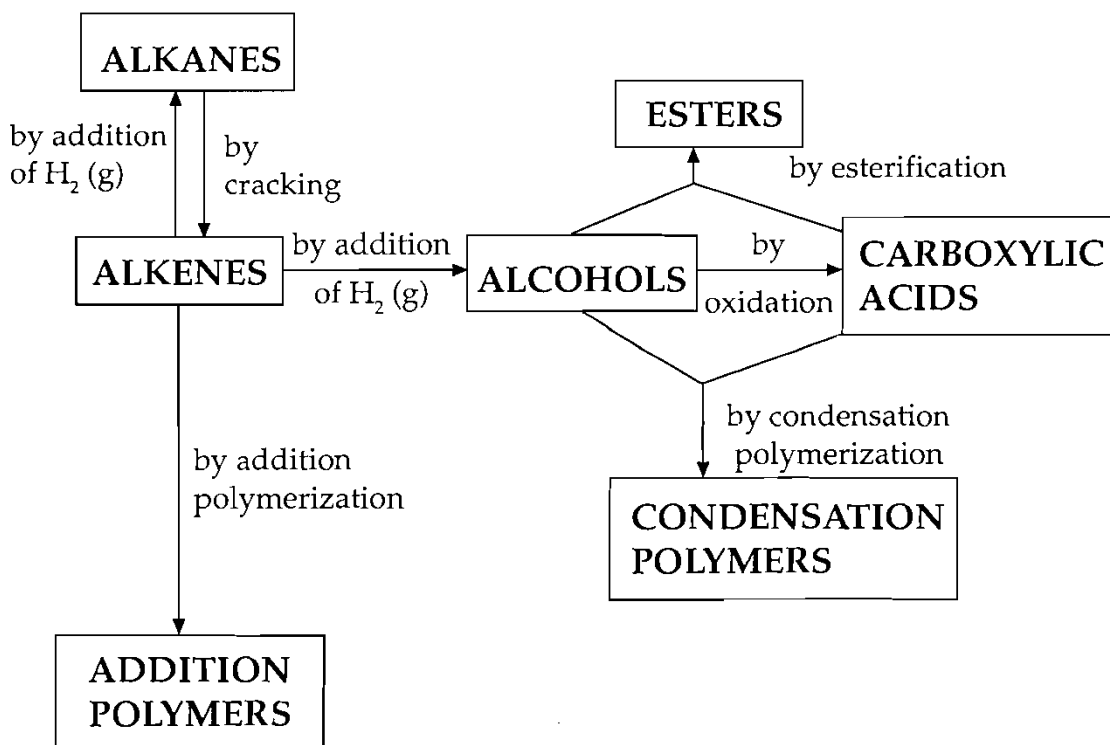 ALKANES
by addition
of H₂ (g)
by
cracking
ESTERS
by esterification
ALKENES
by addition
of H₂ (g)
ALCOHOLS
by
oxidation
CARBOXYLIC
ACIDS
by addition
polymerization
by condensation
polymerization
CONDENSATION
POLYMERS
ADDITION
POLYMERS